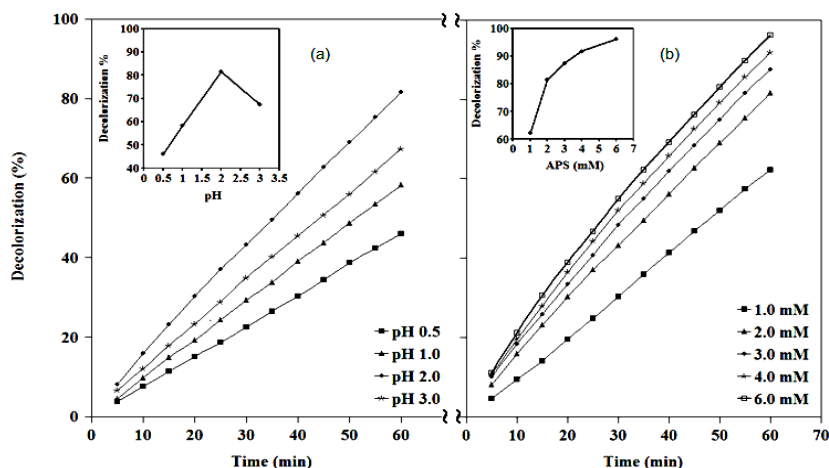 100
80
60
40
20
0
Decolorization (%)
(a)
100
90
80
70
60
50
40
Decolorization %
0 0.5 1 1.5 2 2.5 3 3.5
pH
pH 0.5
pH 1.0
pH 2.0
pH 3.0
0 10 20 30 40 50 60
Time (min)
(b)
100
90
80
70
60
Decolorization %
0 1 2 3 4 5 6 7
APS (mM)
1.0 mM
2.0 mM
3.0 mM
4.0 mM
6.0 mM
0 10 20 30 40 50 60 70
Time (min)